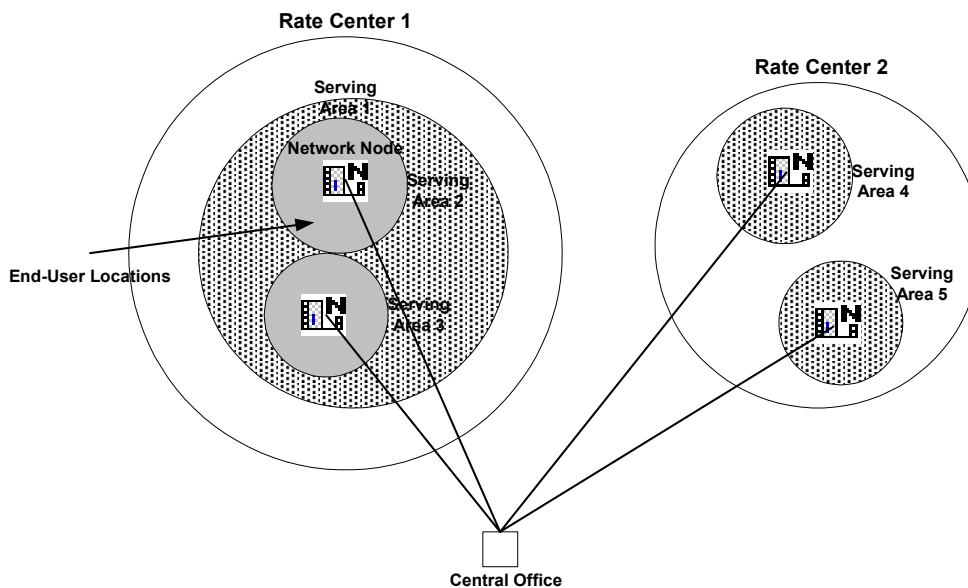 Rate Center 1
Rate Center 2
Serving
Area 1
Network Node
Serving
Area 2
Serving
Area 4
End-User Locations
Serving
Area 3
Serving
Area 5
Central Office